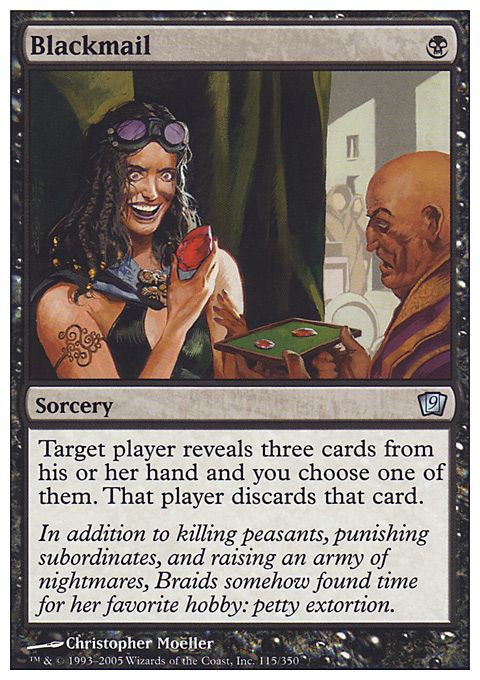 Blackmail
Sorcery
9
Target player reveals three cards from
his or her hand and you choose one of
them. That player discards that card.
In addition to killing peasants, punishing
subordinates, and raising an army of
nightmares, Braids somehow found time
for her favorite hobby: petty extortion.
Christopher Moeller
™ & © 1993–2005 Wizards of the Coast, Inc. 115/350